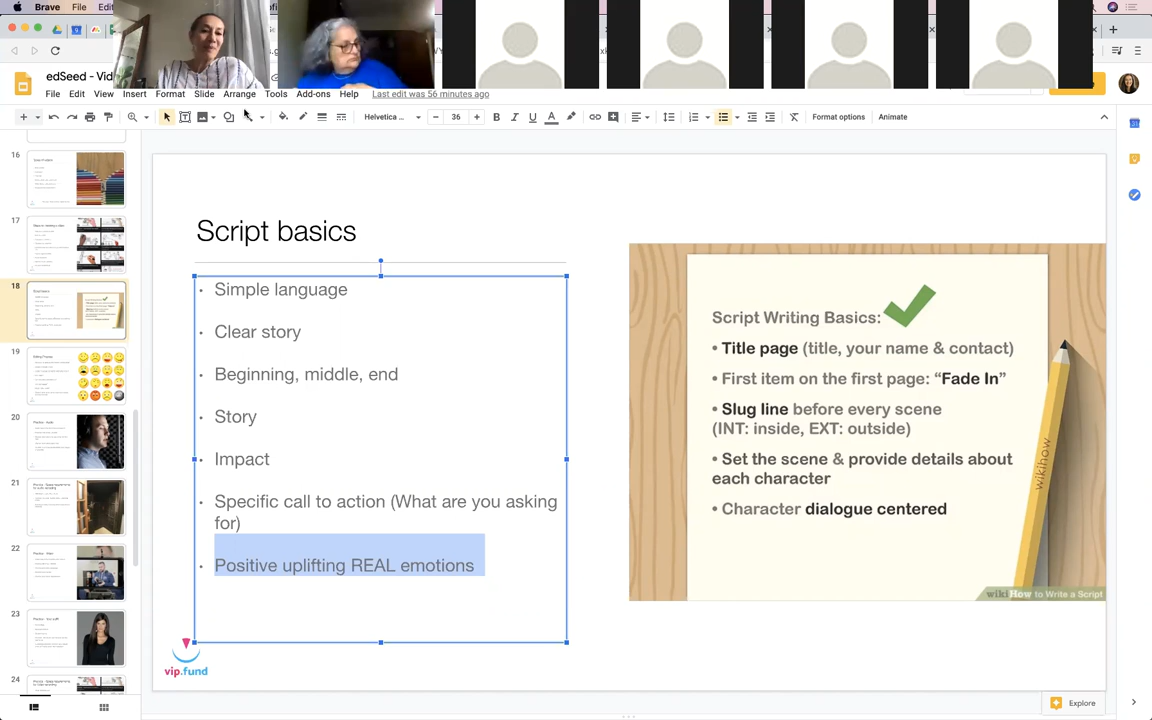 Brave File Edi
edSeed - Vid
File Edit View Insert Format Slide Arrange Tools Add-ons Help Last edit was 56 minutes ago
Helvetica ... 36 B I U A Format options Animate
16
17
18
19
20
21
22
23
24
Script basics
• Simple language
• Clear story
• Beginning, middle, end
• Story
• Impact
• Specific call to action (What are you asking
for)
• Positive uplifting REAL emotions
vip.fund
Script Writing Basics:
• Title page (title, your name & contact)
• First item on the first page: “Fade In”
• Slug line before every scene
(INT: inside, EXT: outside)
• Set the scene & provide details about
each character
• Character dialogue centered
wikihow
wikiHow to Write a Script
Explore